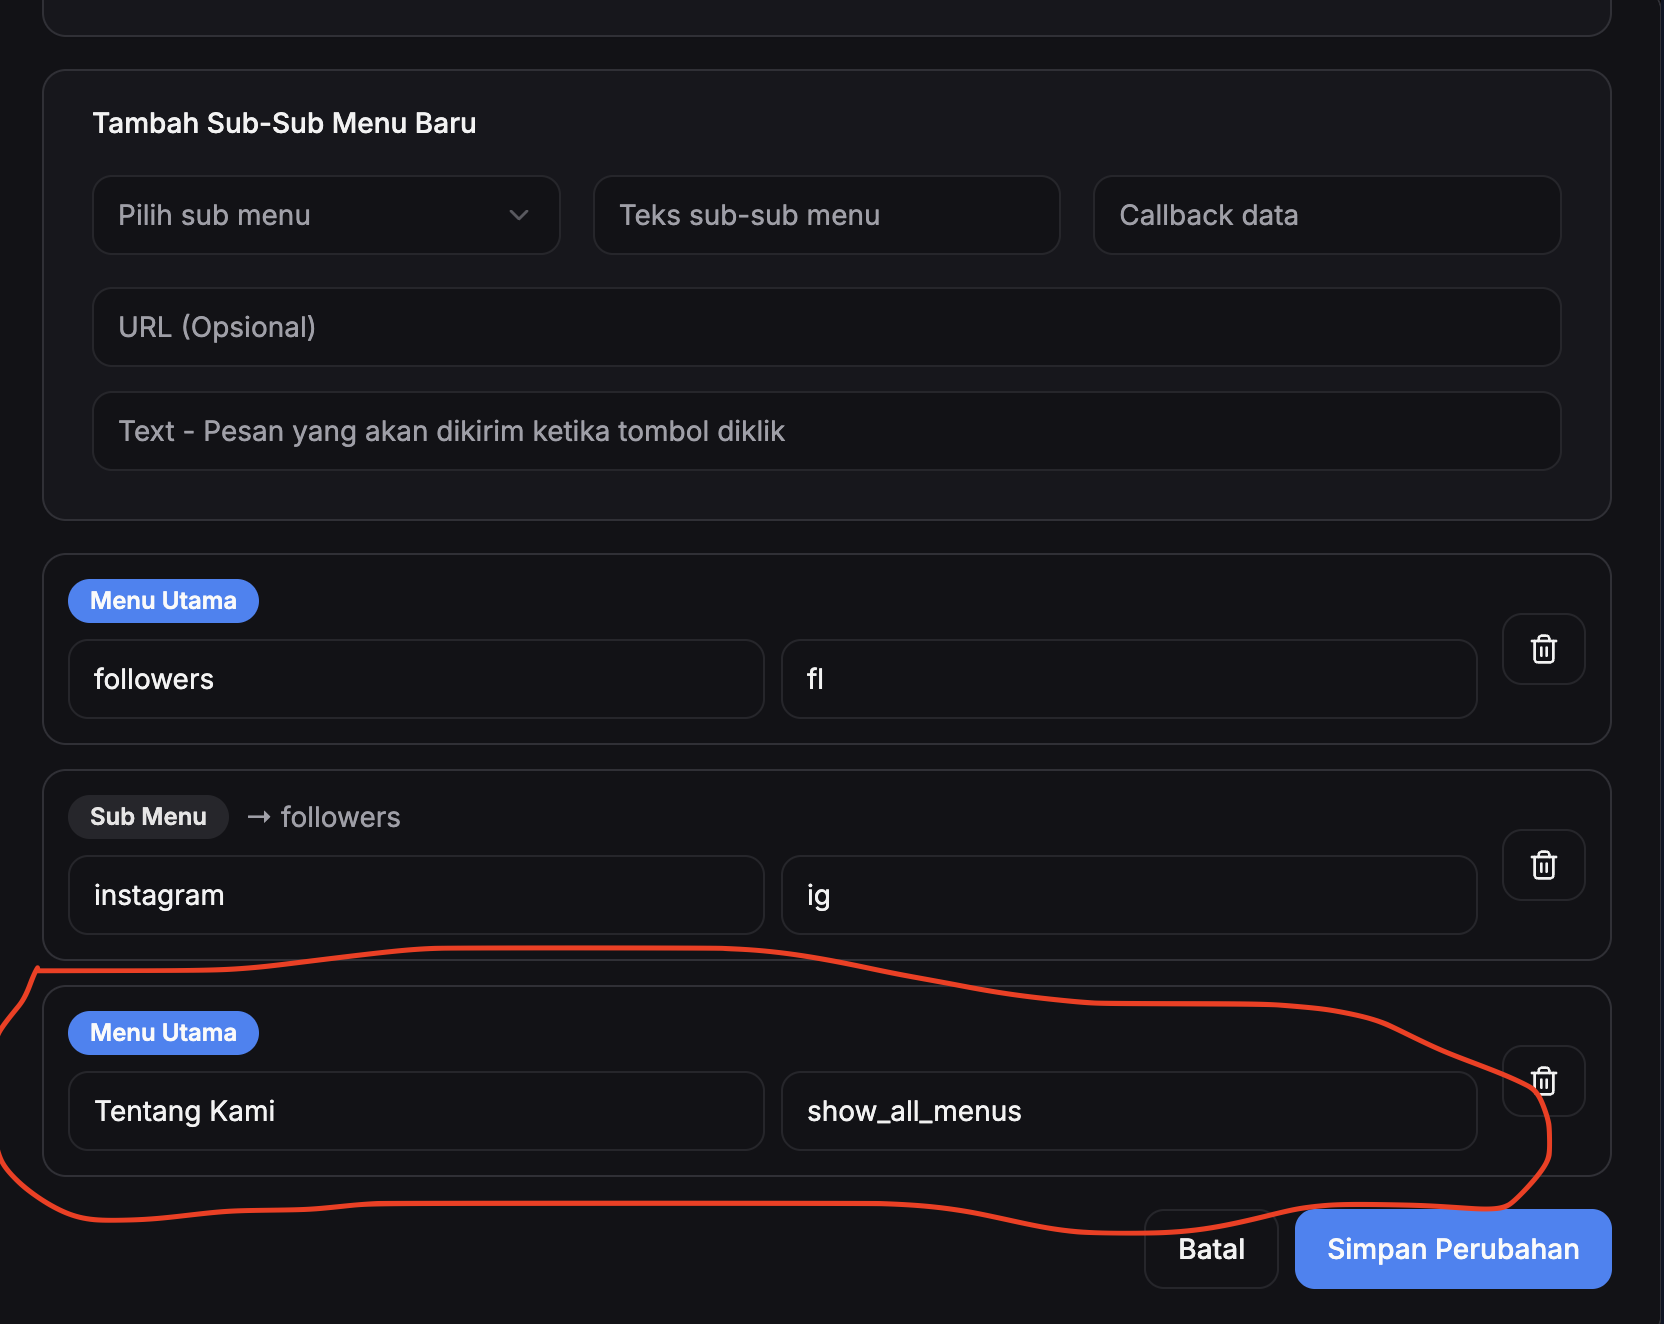 Tambah Sub-Sub Menu Baru
Pilih sub menu
Teks sub-sub menu
Callback data
URL (Opsional)
Text - Pesan yang akan dikirim ketika tombol diklik
Menu Utama
followers
fl
Sub Menu → followers
instagram
ig
Menu Utama
Tentang Kami
show_all_menus
Batal
Simpan Perubahan